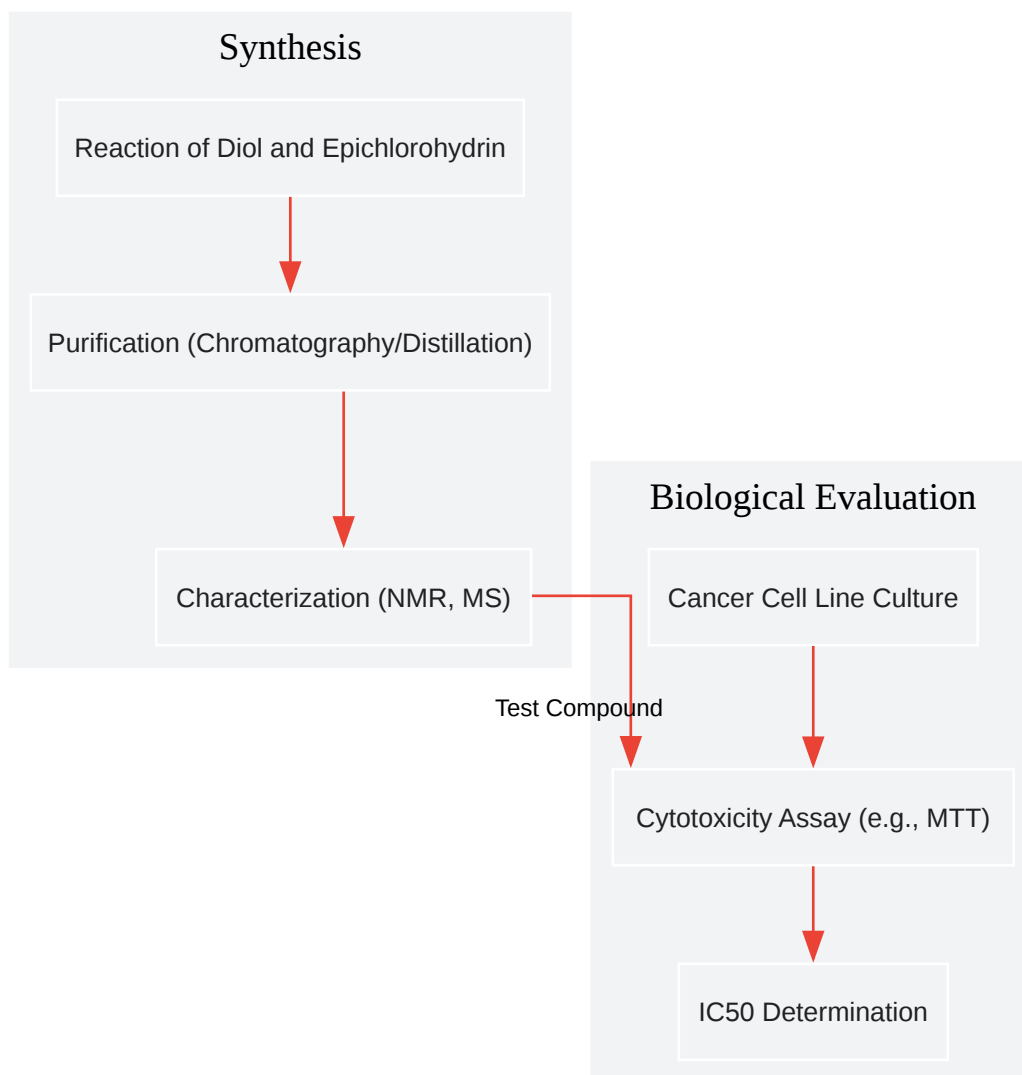 Synthesis
Reaction of Diol and Epichlorohydrin
Purification (Chromatography/Distillation)
Characterization (NMR, MS)
Test Compound
Biological Evaluation
Cancer Cell Line Culture
Cytotoxicity Assay (e.g., MTT)
IC50 Determination